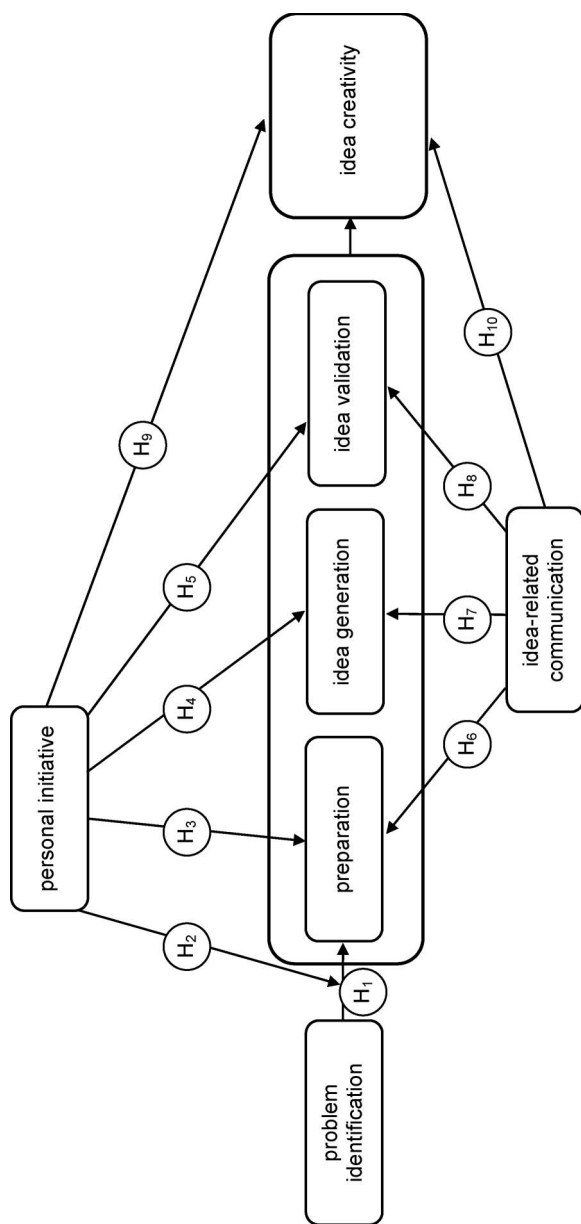 personal initiative
H9
H5
H4
H3
H2
problem
identification
H1
preparation
idea generation
idea validation
idea creativity
H6
H7
H8
H10
idea-related
communication